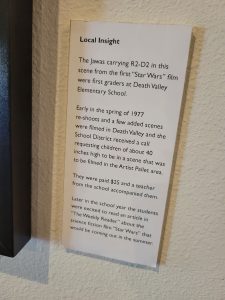 Local Insight
The Jawas carrying R2-D2 in this
scene from the first "Star Wars" film
were first graders at Death Valley
Elementary School.
Early in the spring of 1977
re-shoots and a few added scenes
were filmed in Death Valley and the
School District received a call
requesting children of about 40
inches high to be in a scene that was
to be filmed in the Artist Pallet area.
They were paid $25 and a teacher
from the school accompanied them.
Later in the school year the students
were excited to read an article in
"The Weekly Reader" about the
science fiction film "Star Wars" that
would be coming out in the summer.